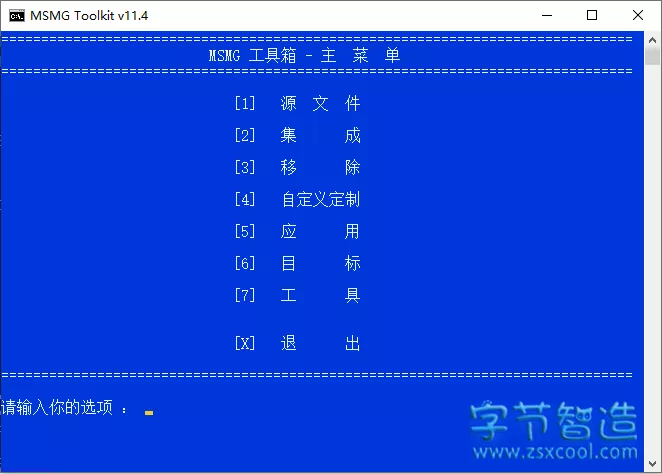 MSMG Toolkit v11.4
===============================================================================
MSMG 工具箱 - 主 菜 单
===============================================================================
[1] 源 文 件
[2] 集 成
[3] 移 除
[4] 自定义定制
[5] 应 用
[6] 目 标
[7] 工 具
[X] 退 出
===============================================================================
请输入你的选项 :
字节智造
www.zsxcool.com